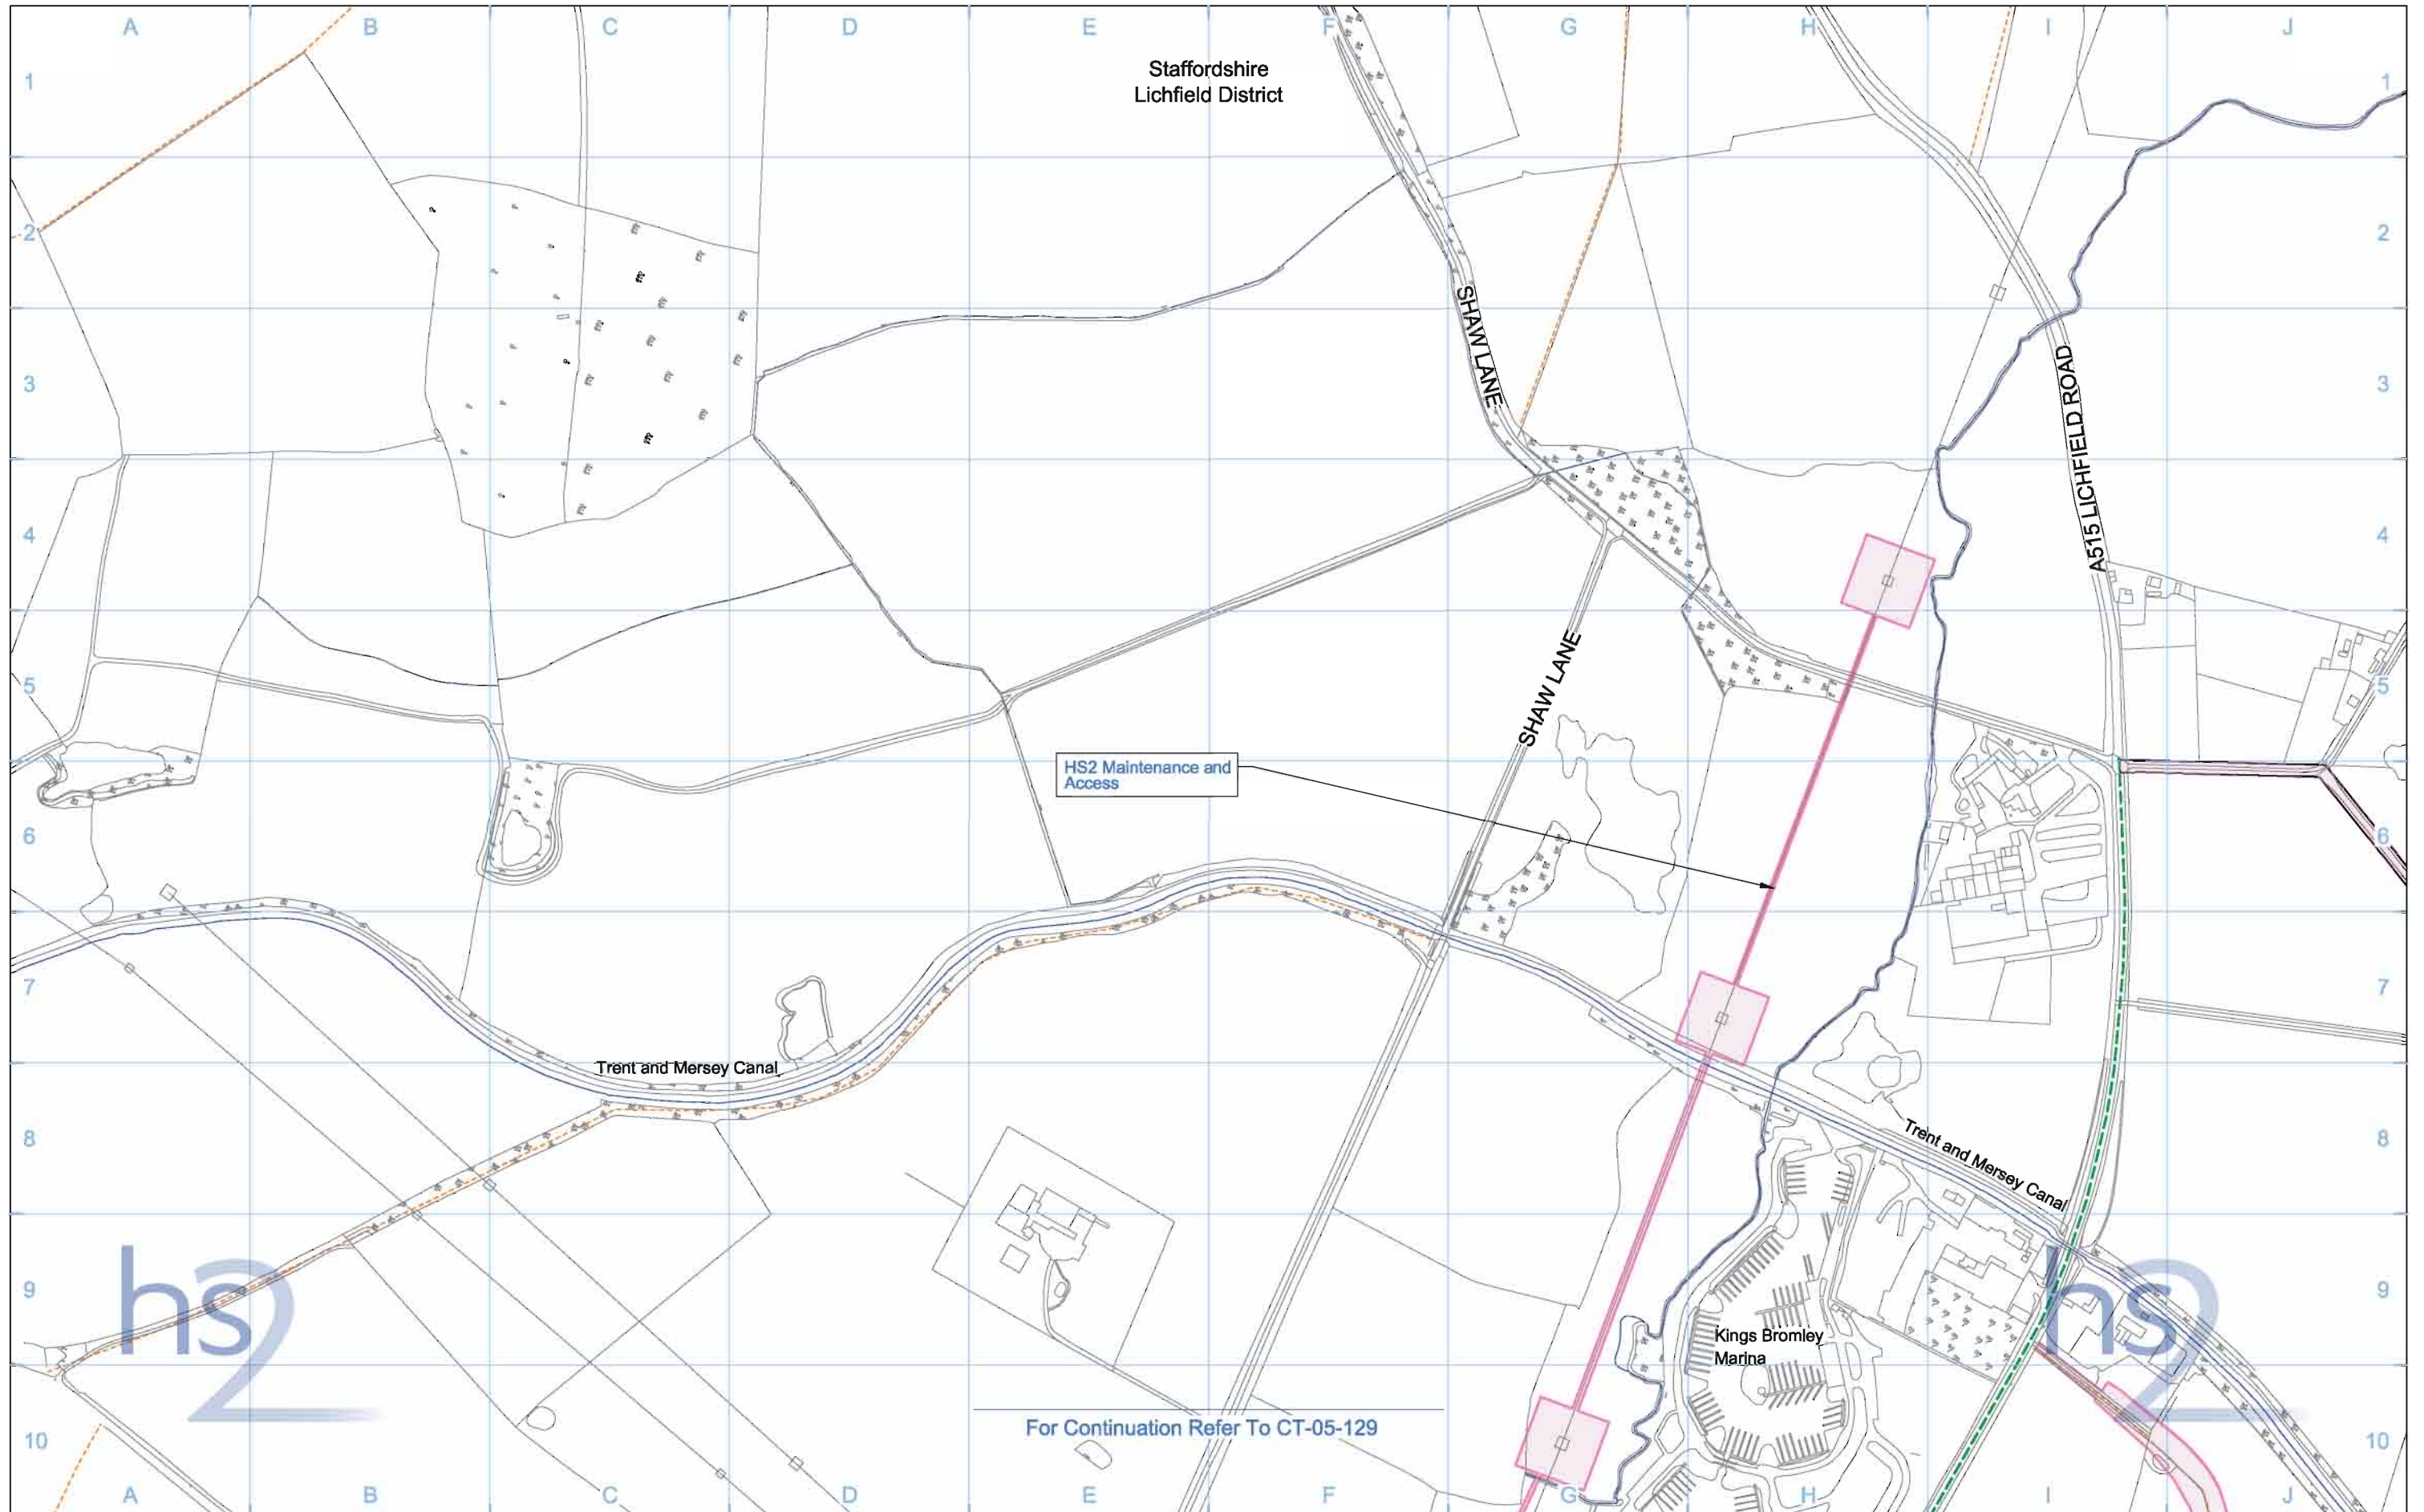 A B C D E F G H I J
Staffordshire
Lichfield District
1 1
2 2
SHAW LANE
3 3
A515 LICHFIELD ROAD
4 4
SHAW LANE
5 5
HS2 Maintenance and
Access
6 6
7 7
Trent and Mersey Canal
8 8
Trent and Mersey Canal
hs2
hs2
9 9
Kings Bromley
Marina
For Continuation Refer To CT-05-129
10 10
A B C D E F G H I J